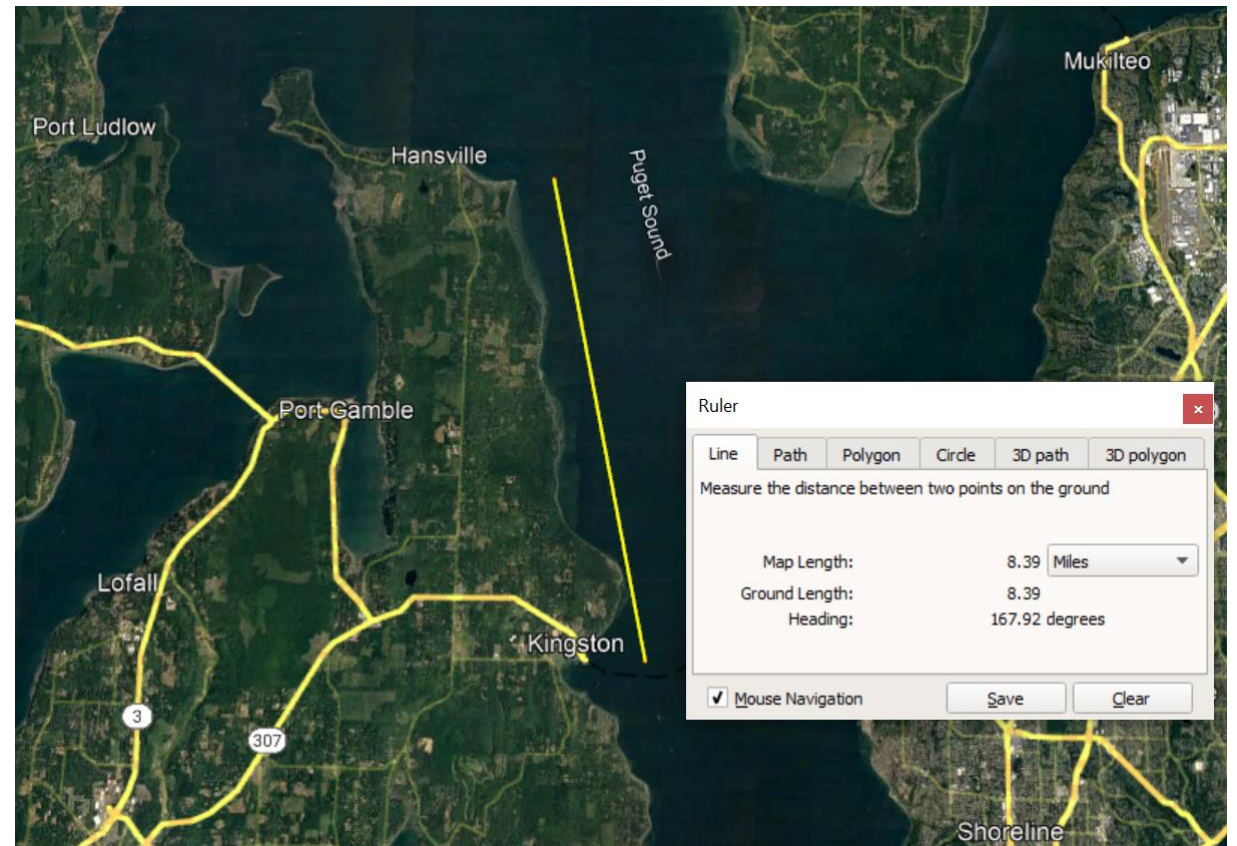 Mukilteo
Port Ludlow
Hansville
Puget Sound
Port Gamble
Lofall
Kingston
3
307
Shoreline
Ruler
x
Line Path Polygon Circle 3D path 3D polygon
Measure the distance between two points on the ground
Map Length: 8.39 Miles
Ground Length: 8.39
Heading: 167.92 degrees
Mouse Navigation Save Clear